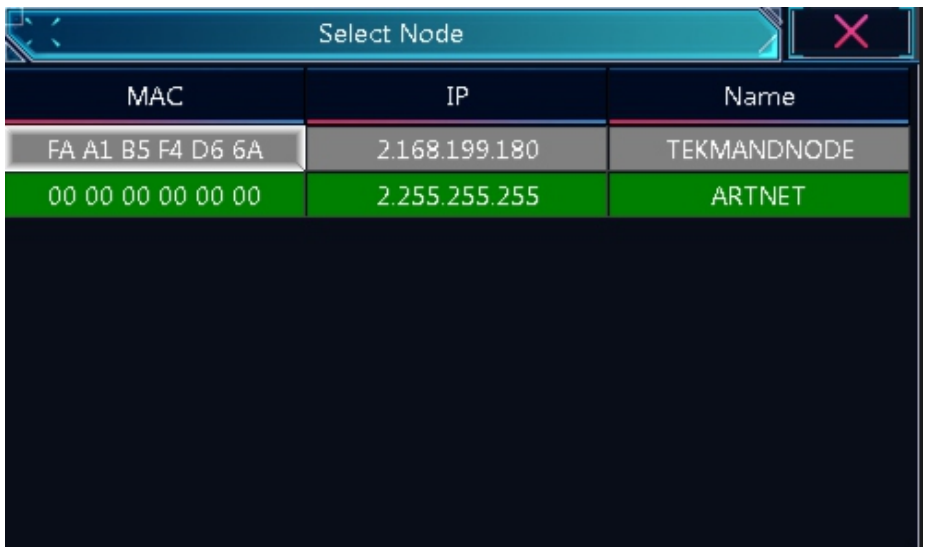 Select Node
MAC IP Name
FA A1 B5 F4 D6 6A 2.168.199.180 TEKMANDNODE
00 00 00 00 00 00 2.255.255.255 ARTNET